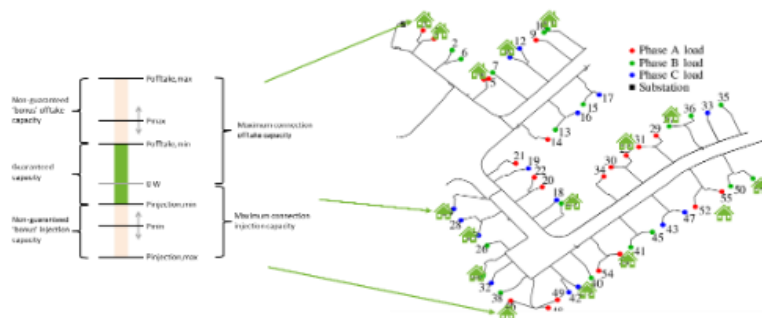 Pofftake,max
Non-guaranteed
'bonus' offtake
capacity
Pmax
Pofftake,min
Guaranteed
capacity
0 W
Pinjection,min
Non-guaranteed
'bonus' injection
capacity
Pmin
Pinjection,max
Maximum connection
offtake capacity
Maximum connection
injection capacity
Phase A load
Phase B load
Phase C load
Substation
2
6
7
5
9
12
17
15
16
13
14
21
19
22
20
18
28
26
32
38
46
49
42
40
54
41
45
43
47
52
55
50
34
30
31
29
36
33
35